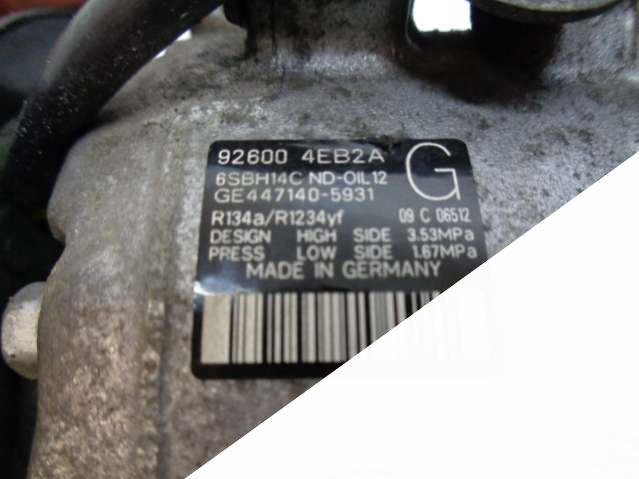 92600 4EB2A
G
6SBH14C ND-OIL12
GE447140-5931
R134a/R1234yf 09 C 06512
DESIGN HIGH SIDE 3.53MPa
PRESS LOW SIDE 1.67MPa
MADE IN GERMANY